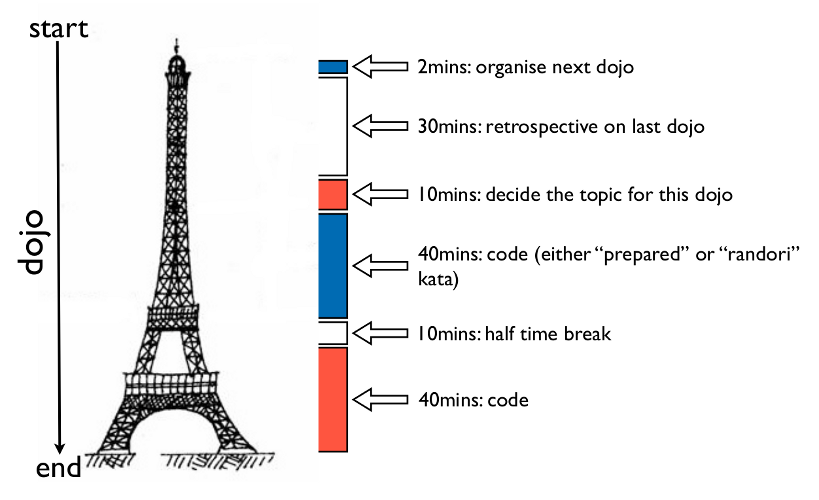 start
2mins: organise next dojo
30mins: retrospective on last dojo
10mins: decide the topic for this dojo
dojo
40mins: code (either “prepared” or “randori”
kata)
10mins: half time break
40mins: code
end